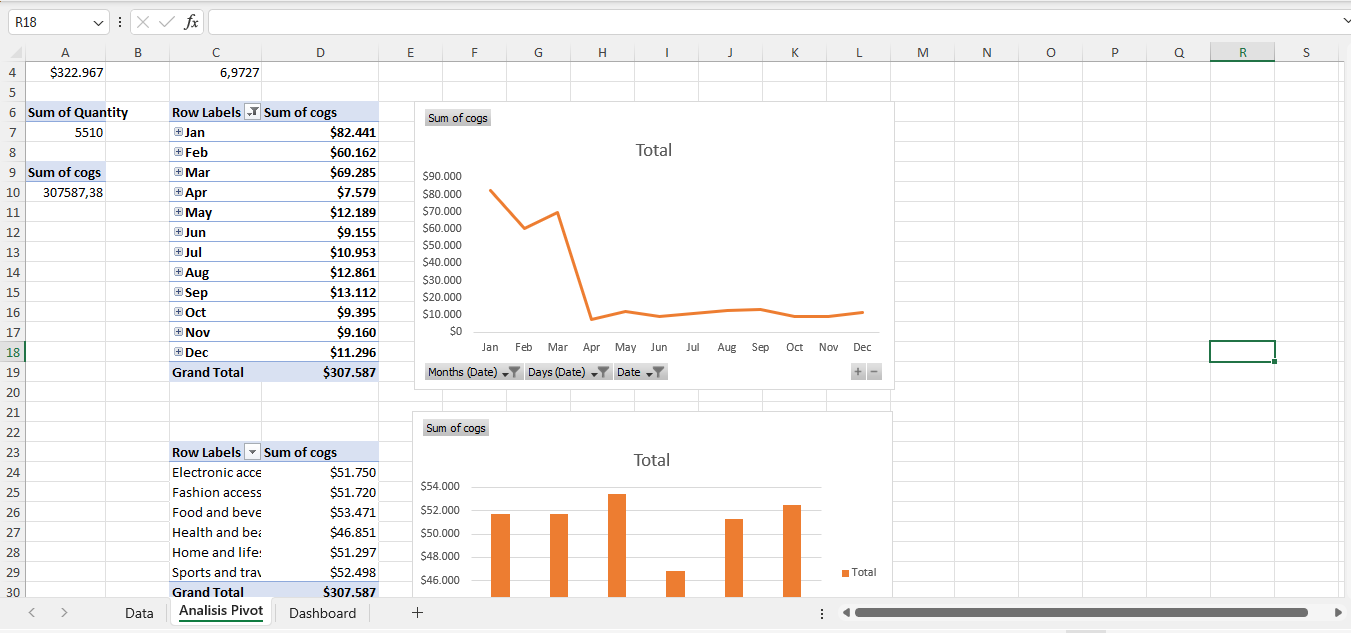 R18
fx
A B C D E F G H I J K L M N O P Q R S
4 $322.967 6,9727
5
6 Sum of Quantity Row Labels Sum of cogs
7 5510 Jan $82.441
8 Feb $60.162
9 Sum of cogs Mar $69.285
10 307587,38 Apr $7.579
11 May $12.189
12 Jun $9.155
13 Jul $10.953
14 Aug $12.861
15 Sep $13.112
16 Oct $9.395
17 Nov $9.160
18 Dec $11.296
19 Grand Total $307.587
20
21
22
23 Row Labels Sum of cogs
24 Electronic acce $51.750
25 Fashion access $51.720
26 Food and beve $53.471
27 Health and bea $46.851
28 Home and lifes $51.297
29 Sports and trav $52.498
30 Grand Total $307.587
Sum of cogs
Total
$90.000
$80.000
$70.000
$60.000
$50.000
$40.000
$30.000
$20.000
$10.000
$0
Jan Feb Mar Apr May Jun Jul Aug Sep Oct Nov Dec
Months (Date) Days (Date) Date
Sum of cogs
Total
$54.000
$52.000
$50.000
$48.000
$46.000
Total
Data Analisis Pivot Dashboard